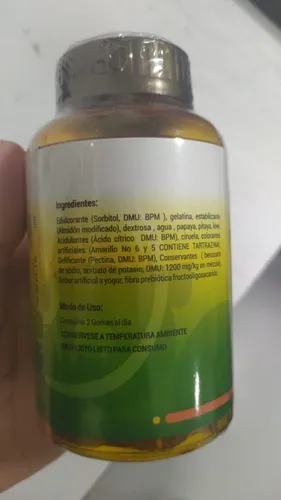 Ingredientes:
Edulcorante (Sorbitol, DMU: BPM ), gelatina, estabilizante
(Almidón modificado), dextrosa , agua , papaya, pitaya, kiwi,
Acidulantes (Ácido cítrico DMU: BPM), ciruela, colorantes
artificiales (Amarillo No 6 y 5 CONTIENE TARTRAZINA)
Gelificante (Pectina, DMU: BPM), Conservantes ( benzoato
de sodio, sorbato de potasio, DMU: 1200 mg/kg en mezcla)
artificial a yogur, fibra prebiótica fructooligosacarido.
Modo de Uso:
2 Gomas al día
CONSERVESE A TEMPERATURA AMBIENTE
PRODUCTO LISTO PARA CONSUMO